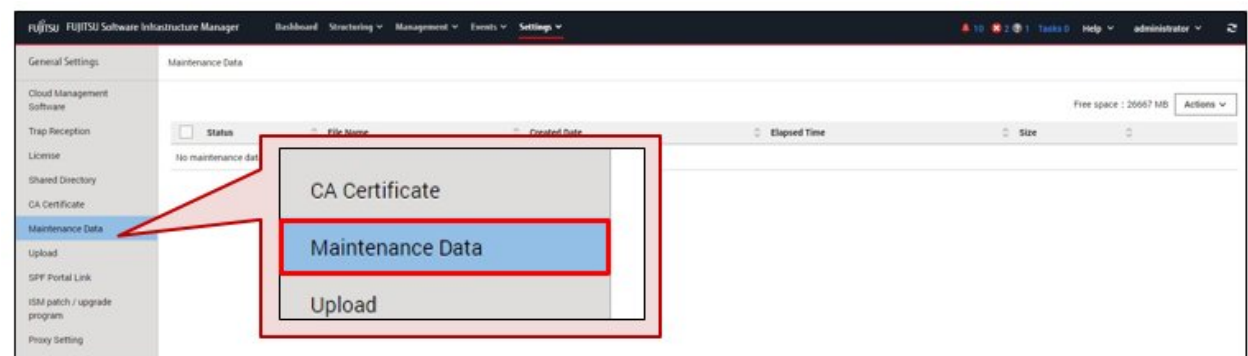 FUJITSU FUJITSU Software Infrastructure Manager Dashboard Structuring Management Events Settings 10 2 1 Tasks 0 Help administrator
General Settings
Maintenance Data
Cloud Management
Software
Free space : 26667 MB Actions
Trap Reception
Status File Name Created Date Elapsed Time Size
License
No maintenance dat
Shared Directory
CA Certificate
Maintenance Data
Upload
SPF Portal Link
ISM patch / upgrade
program
Proxy Setting
CA Certificate
Maintenance Data
Upload